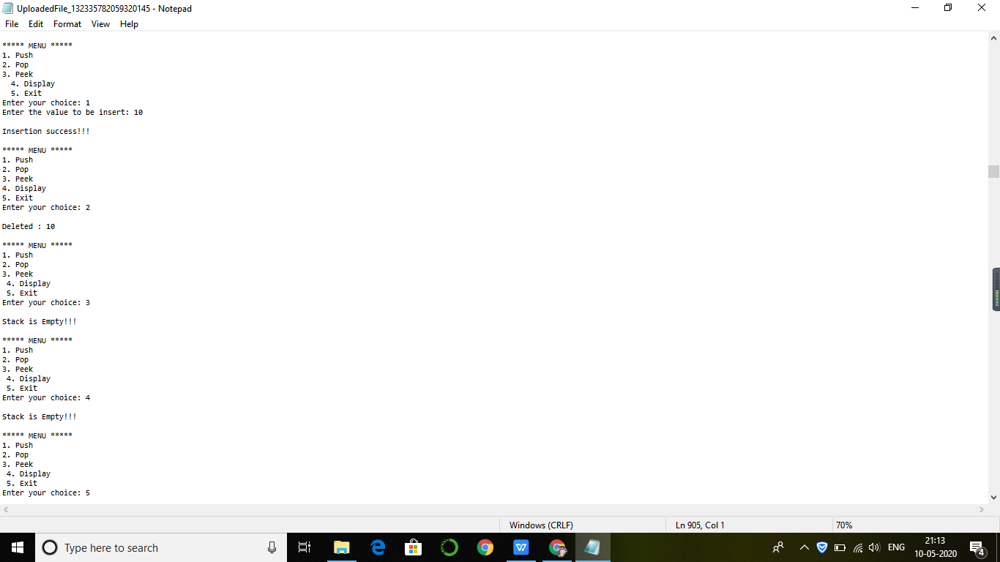 UploadedFile_132335782059320145 - Notepad
File Edit Format View Help
***** MENU *****
1. Push
2. Pop
3. Peek
4. Display
5. Exit
Enter your choice: 1
Enter the value to be insert: 10
Insertion success!!!
***** MENU *****
1. Push
2. Pop
3. Peek
4. Display
5. Exit
Enter your choice: 2
Deleted : 10
***** MENU *****
1. Push
2. Pop
3. Peek
4. Display
5. Exit
Enter your choice: 3
Stack is Empty!!!
***** MENU *****
1. Push
2. Pop
3. Peek
4. Display
5. Exit
Enter your choice: 4
Stack is Empty!!!
***** MENU *****
1. Push
2. Pop
3. Peek
4. Display
5. Exit
Enter your choice: 5
Windows (CRLF) Ln 905, Col 1 70%
Type here to search
ENG
21:13
10-05-2020
4